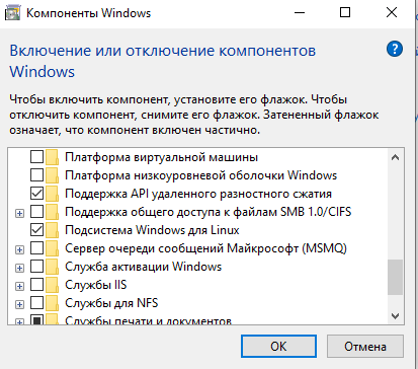 Компоненты Windows
Включение или отключение компонентов
Windows
?
Чтобы включить компонент, установите его флажок. Чтобы
отключить компонент, снимите его флажок. Затененный флажок
означает, что компонент включен частично.
Платформа виртуальной машины
Платформа низкоуровневой оболочки Windows
Поддержка API удаленного разностного сжатия
Поддержка общего доступа к файлам SMB 1.0/CIFS
Подсистема Windows для Linux
Сервер очереди сообщений Майкрософт (MSMQ)
Служба активации Windows
Службы IIS
Службы для NFS
Службы печати и документов
ОК
Отмена